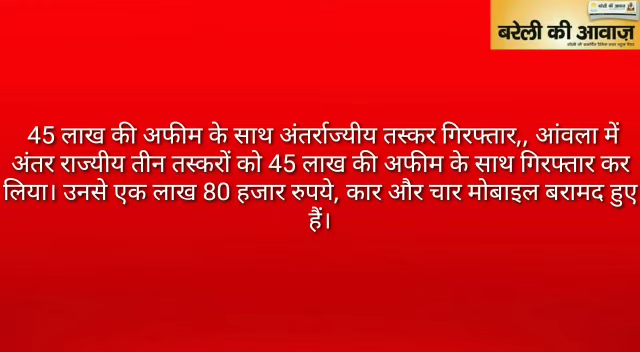 बरेली की आवाज़
45 लाख की अफीम के साथ अंतर्राज्यीय तस्कर गिरफ्तार,, आंवला में
अंतर राज्यीय तीन तस्करों को 45 लाख की अफीम के साथ गिरफ्तार कर
लिया। उनसे एक लाख 80 हजार रुपये, कार और चार मोबाइल बरामद हुए
हैं।